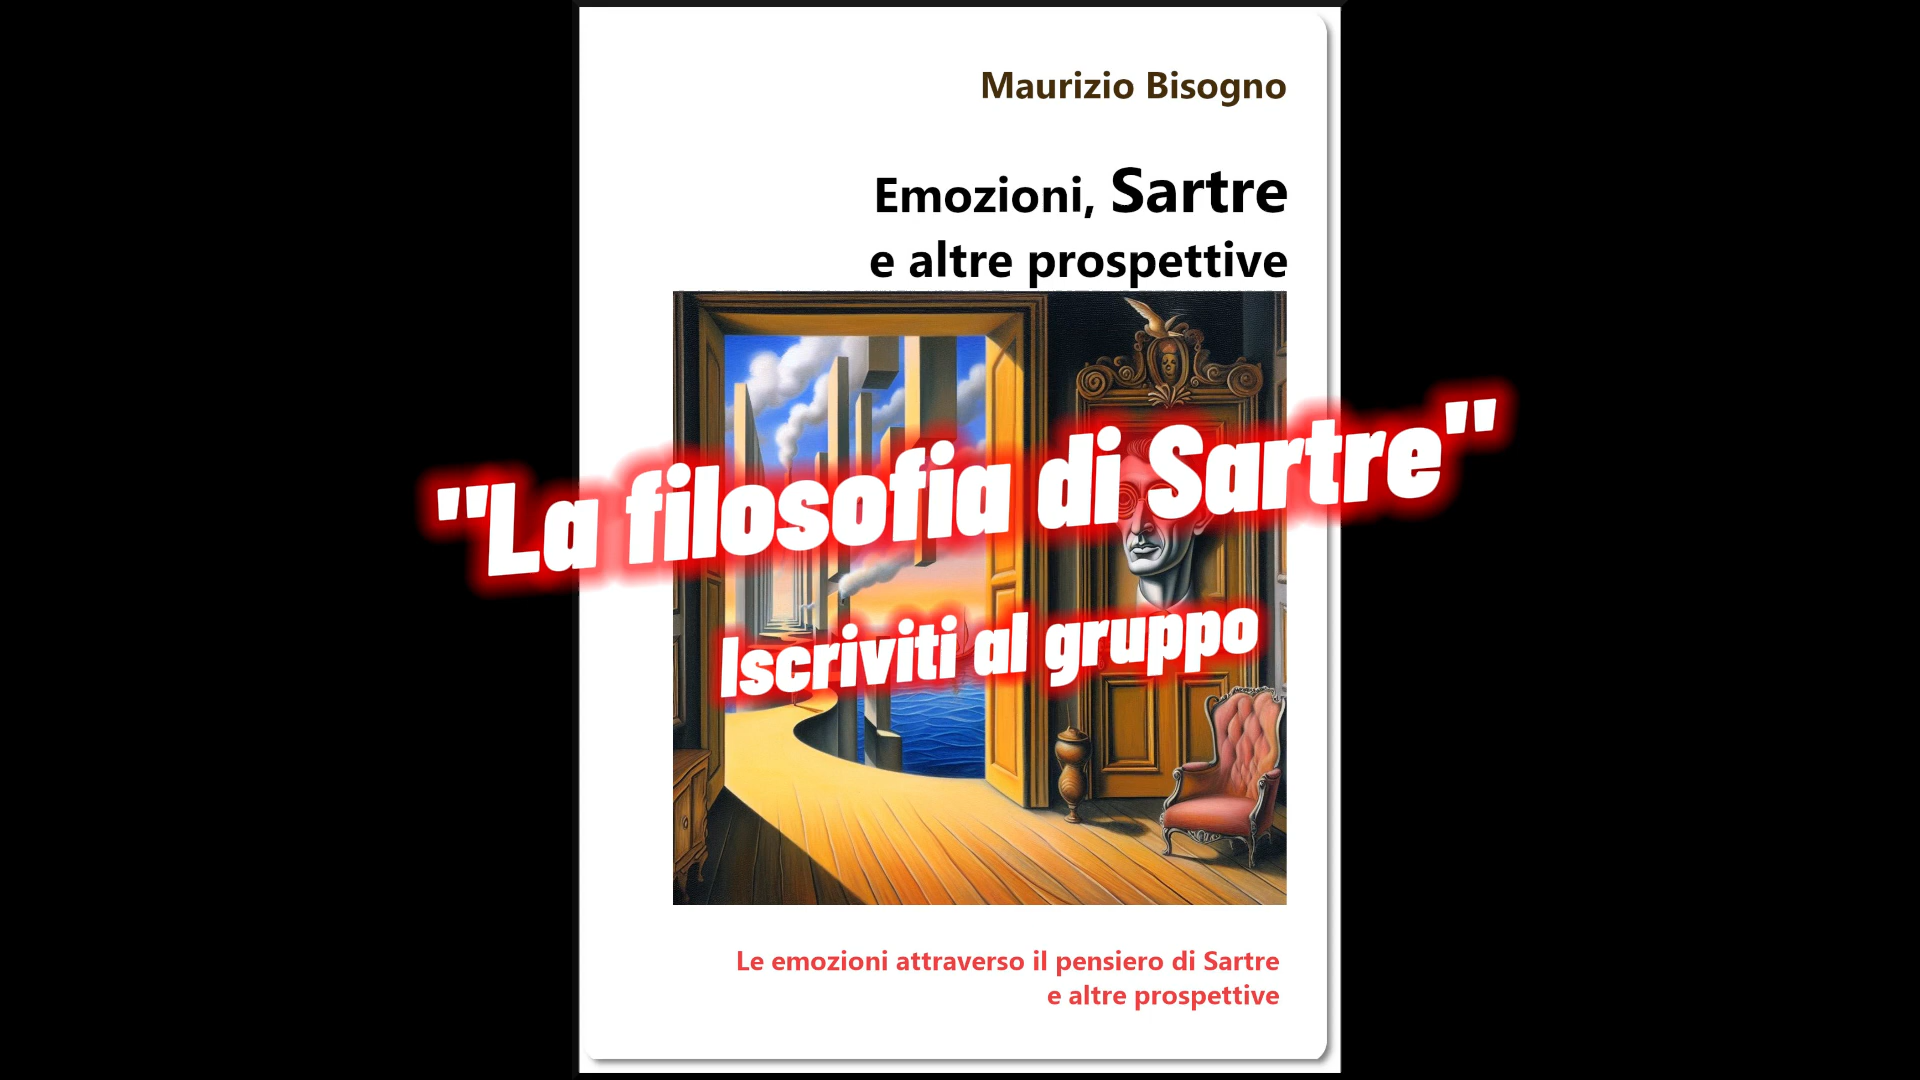 Maurizio Bisogno
Emozioni, Sartre
e altre prospettive
"La filosofia di Sartre"
Iscriviti al gruppo
Le emozioni attraverso il pensiero di Sartre
e altre prospettive